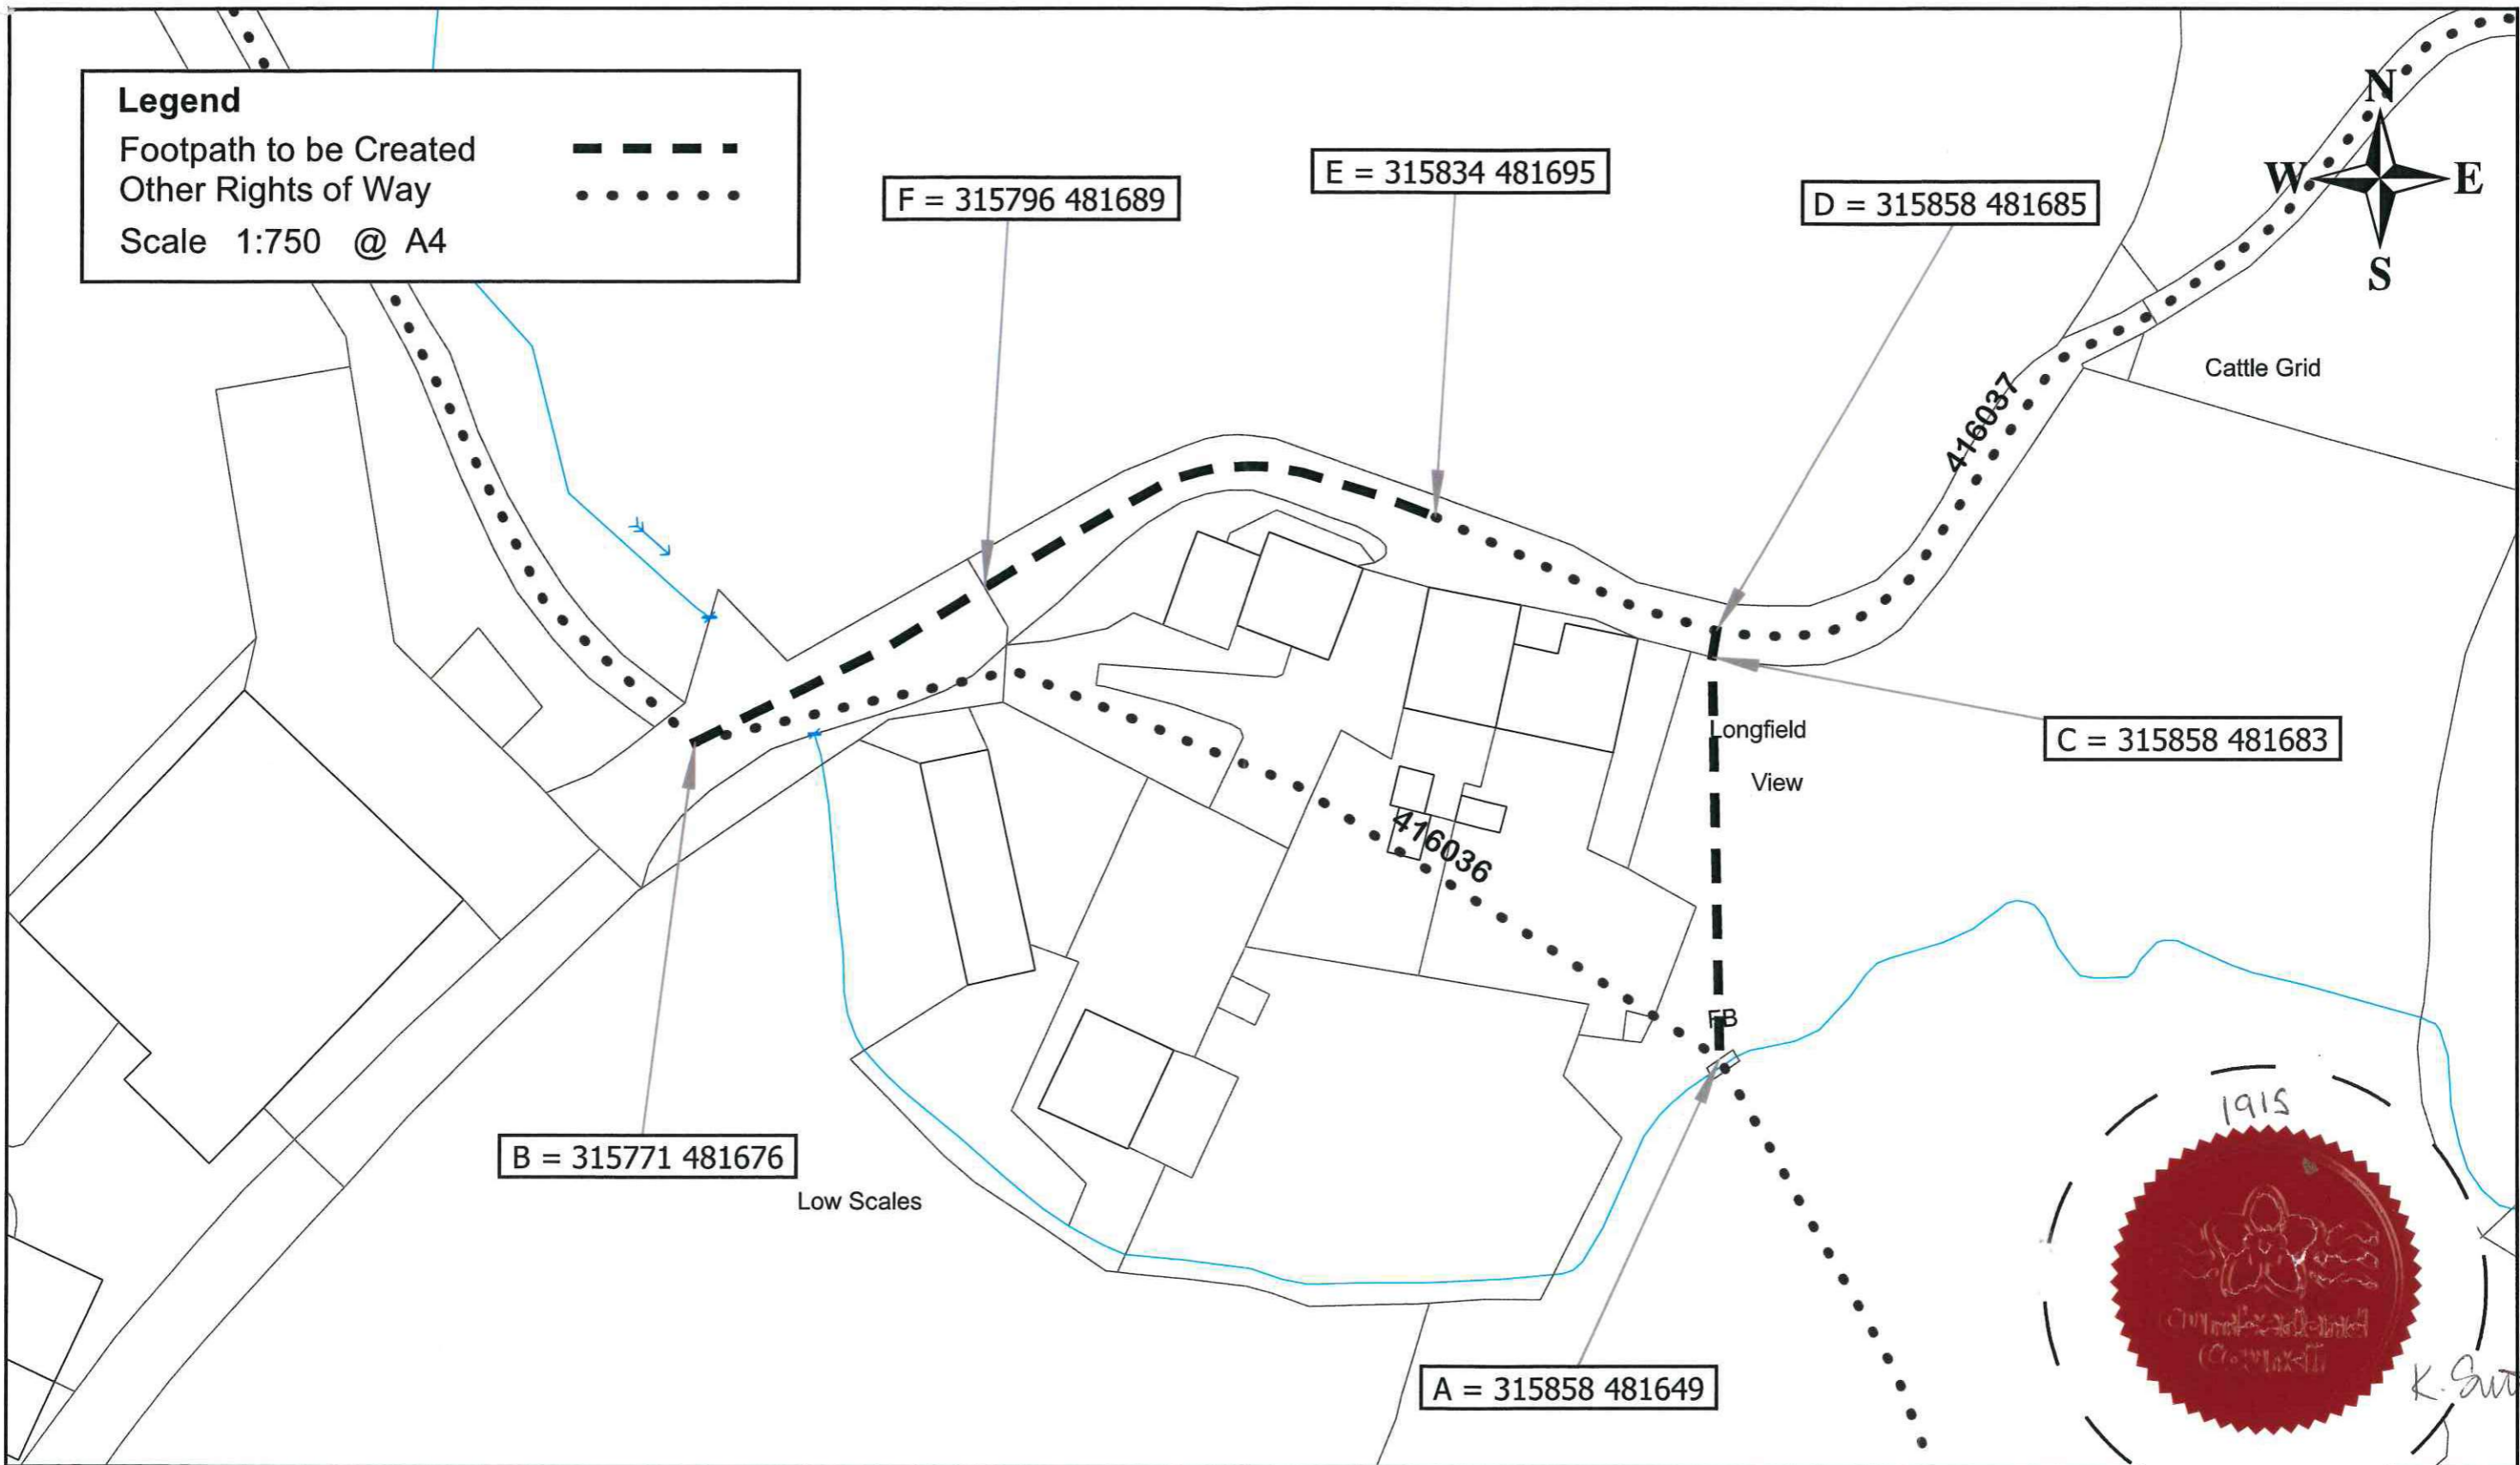 Legend
Footpath to be Created
Other Rights of Way
Scale 1:750 @ A4
F = 315796 481689
E = 315834 481695
D = 315858 481685
N
W E
S
Cattle Grid
416037
C = 315858 481683
Longfield
View
416036
FB
B = 315771 481676
Low Scales
A = 315858 481649
1915
K.